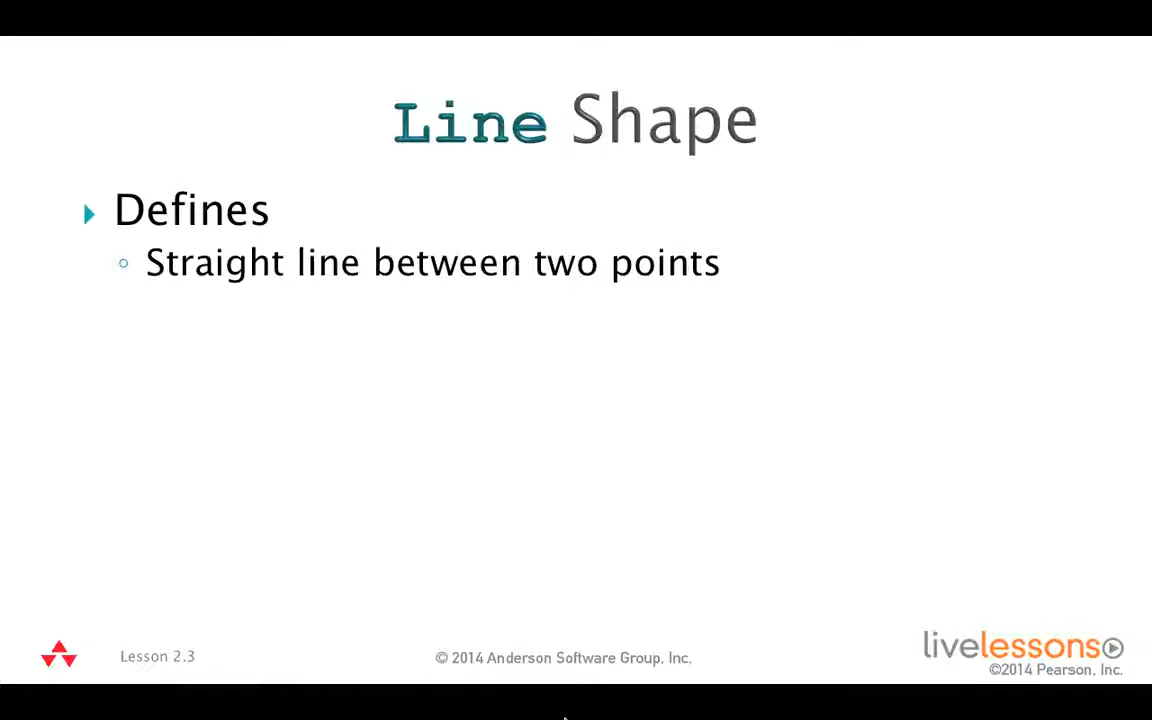 Line Shape
Defines
Straight line between two points
Lesson 2.3
© 2014 Anderson Software Group, Inc.
livelessons
©2014 Pearson, Inc.